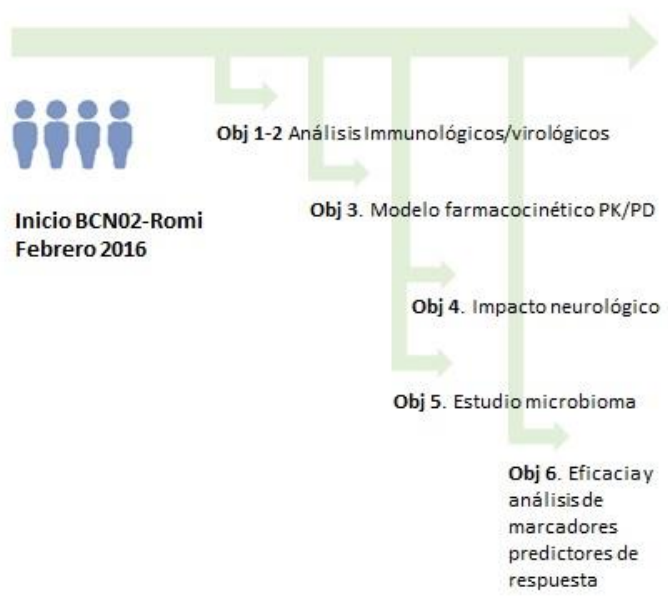 Obj 1-2 Análisis Immunológicos/virológicos
Inicio BCN02-Romi
Febrero 2016
Obj 3. Modelo farmacocinético PK/PD
Obj 4. Impacto neurológico
Obj 5. Estudio microbioma
Obj 6. Eficacia y
análisis de
marcadores
predictores de
respuesta